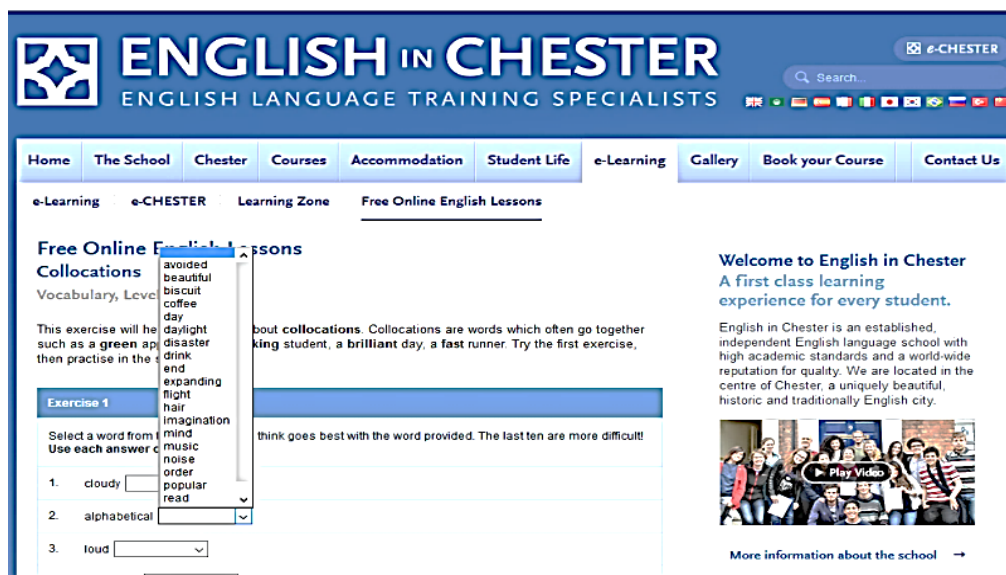 ENGLISH IN CHESTER
ENGLISH LANGUAGE TRAINING SPECIALISTS
e-CHESTER
Search...
Home The School Chester Courses Accommodation Student Life e-Learning Gallery Book your Course Contact Us
e-Learning e-CHESTER Learning Zone Free Online English Lessons
Free Online English Lessons
Collocations
Vocabulary, Level
This exercise will he bout collocations. Collocations are words which often go together
such as a green ap king student, a brilliant day, a fast runner. Try the first exercise,
then practise in the s
Exercise 1
Select a word from think goes best with the word provided. The last ten are more difficult!
Use each answer o
1. cloudy
2. alphabetical
3. loud
avoided
beautiful
biscuit
coffee
day
daylight
disaster
drink
end
expanding
flight
hair
imagination
mind
music
noise
order
popular
read
Welcome to English in Chester
A first class learning
experience for every student.
English in Chester is an established,
independent English language school with
high academic standards and a world-wide
reputation for quality. We are located in the
centre of Chester, a uniquely beautiful,
historic and traditionally English city.
Play Video
More information about the school →